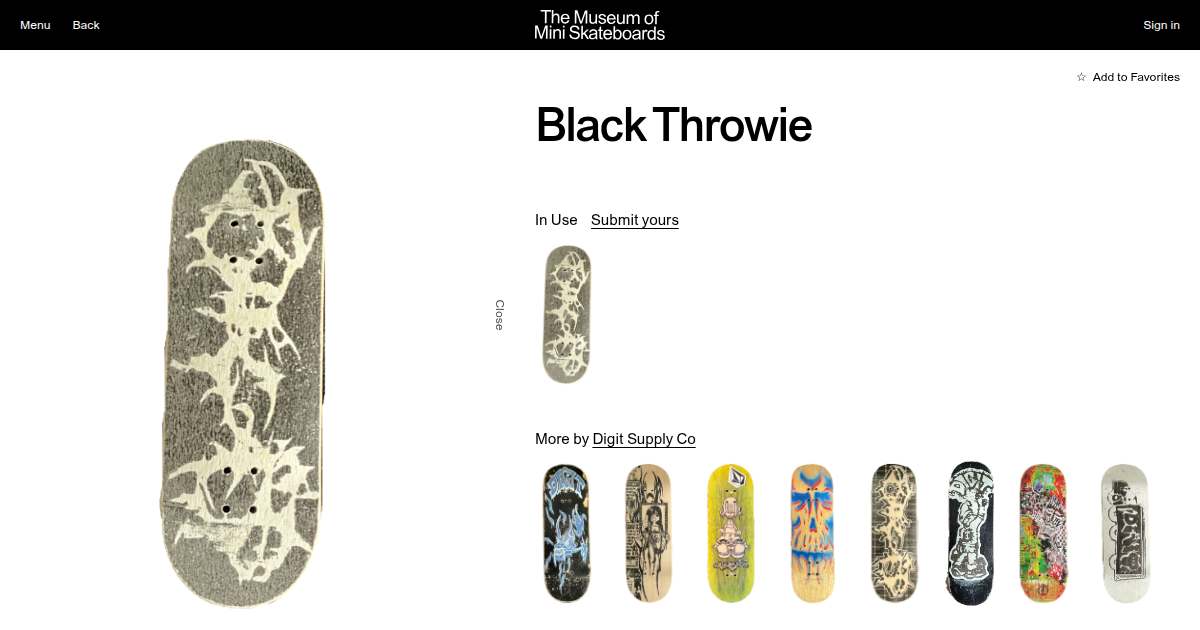 Menu
Back
The Museum of
Mini Skateboards
Sign in
☆ Add to Favorites
Black Throwie
In Use
Submit yours
Close
More by Digit Supply Co